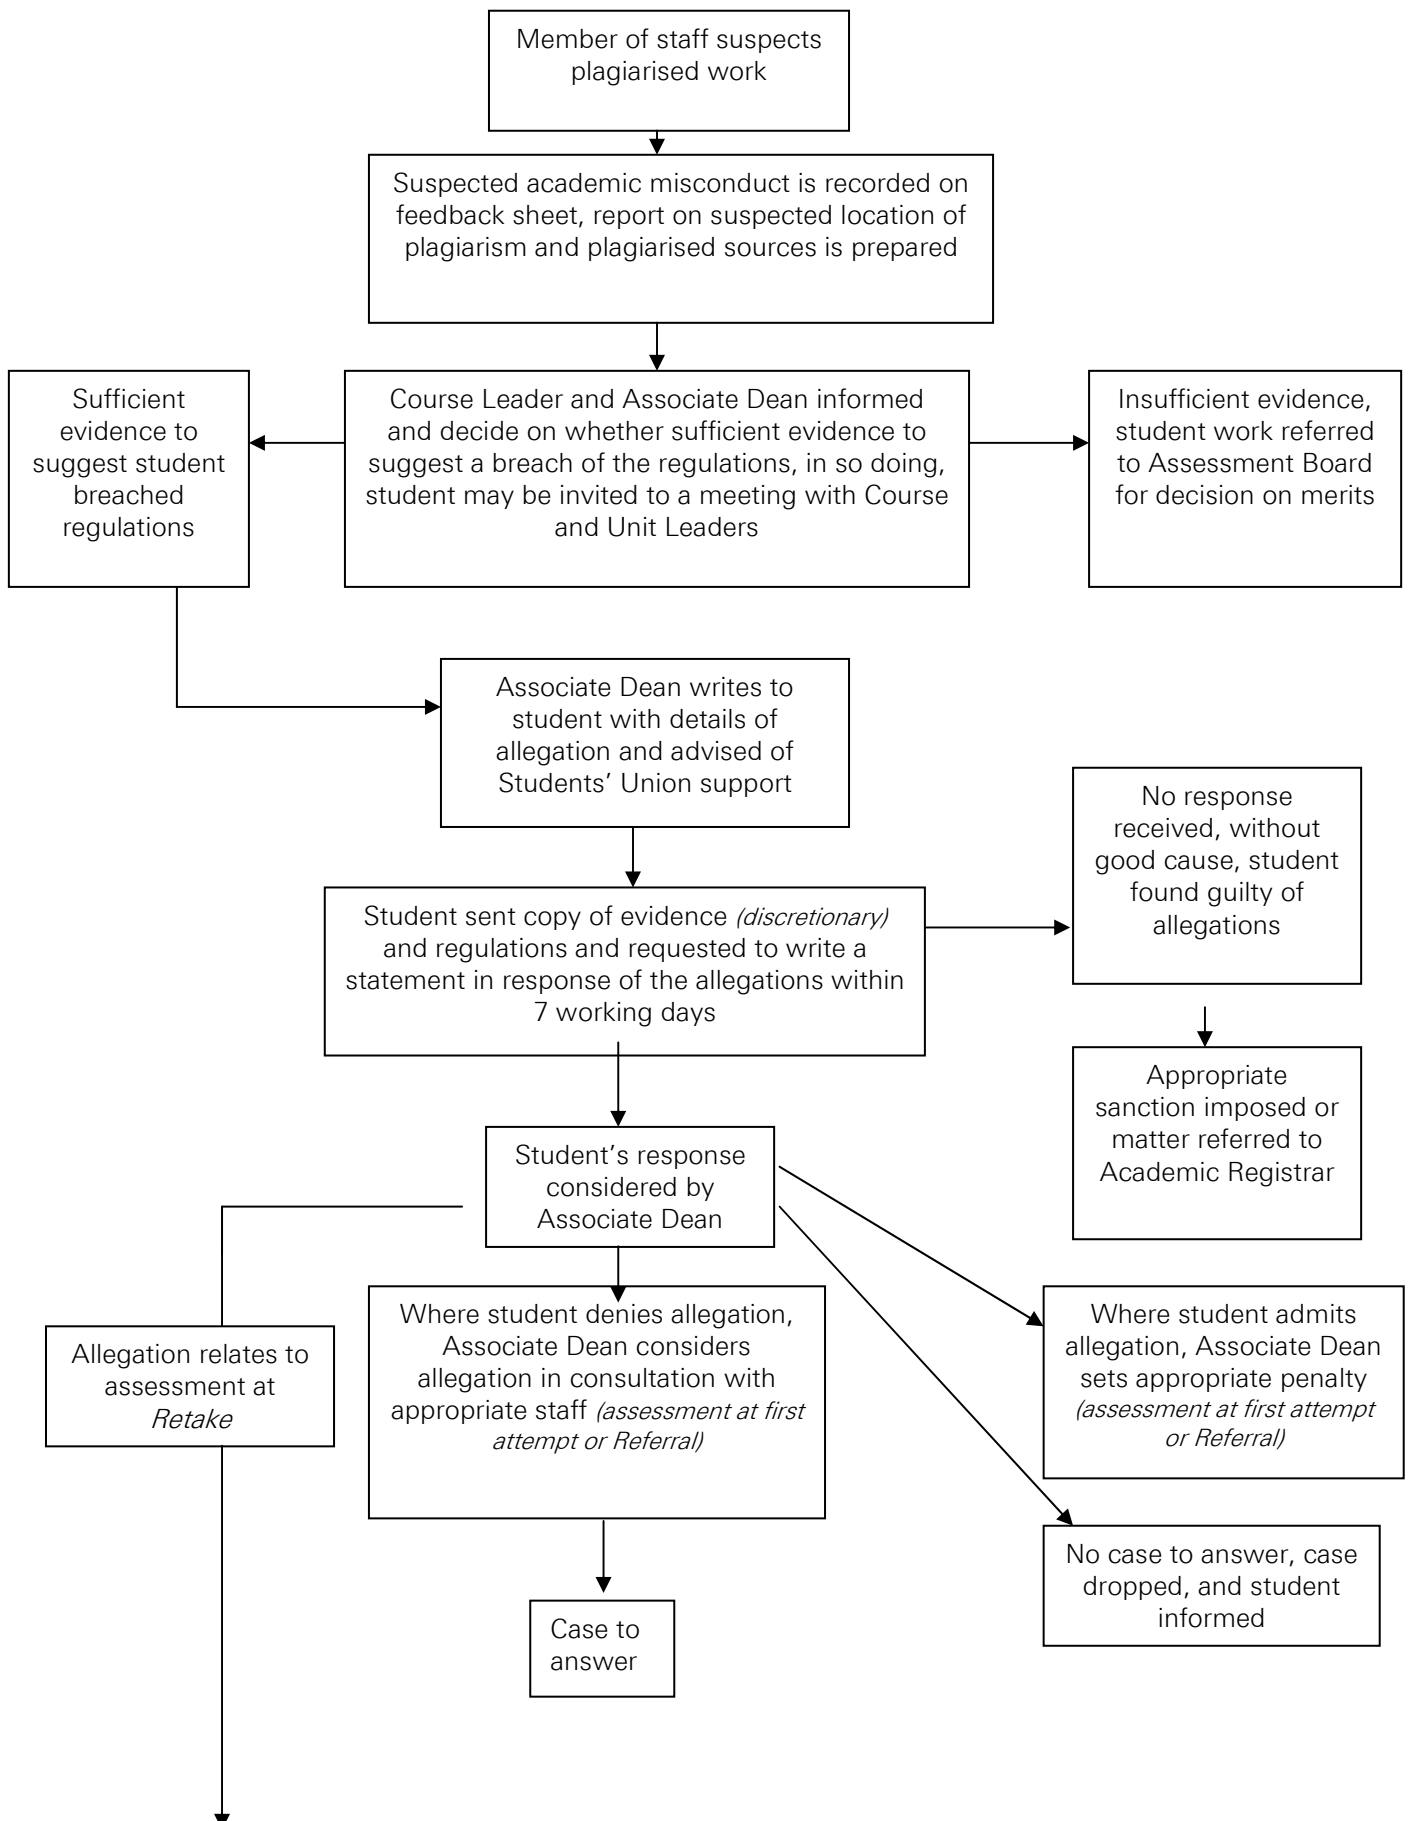 Member of staff suspects
plagiarised work
Suspected academic misconduct is recorded on
feedback sheet, report on suspected location of
plagiarism and plagiarised sources is prepared
Sufficient
evidence to
suggest student
breached
regulations
Course Leader and Associate Dean informed
and decide on whether sufficient evidence to
suggest a breach of the regulations, in so doing,
student may be invited to a meeting with Course
and Unit Leaders
Insufficient evidence,
student work referred
to Assessment Board
for decision on merits
Associate Dean writes to
student with details of
allegation and advised of
Students’ Union support
No response
received, without
good cause, student
found guilty of
allegations
Student sent copy of evidence (discretionary)
and regulations and requested to write a
statement in response of the allegations within
7 working days
Appropriate
sanction imposed or
matter referred to
Academic Registrar
Student’s response
considered by
Associate Dean
Allegation relates to
assessment at
Retake
Where student denies allegation,
Associate Dean considers
allegation in consultation with
appropriate staff (assessment at first
attempt or Referral)
Where student admits
allegation, Associate Dean
sets appropriate penalty
(assessment at first attempt
or Referral)
No case to answer, case
dropped, and student
informed
Case to
answer